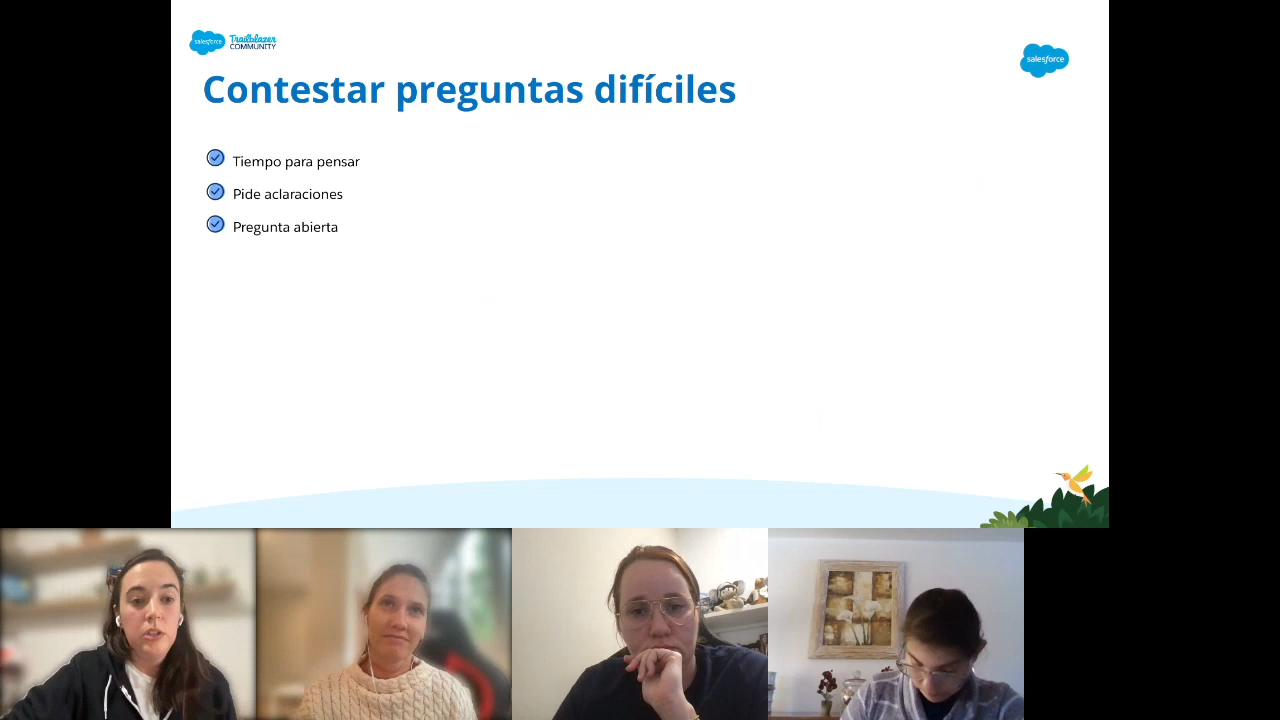 salesforce
Trailblazer
COMMUNITY
salesforce
Contestar preguntas difíciles
Tiempo para pensar
Pide aclaraciones
Pregunta abierta